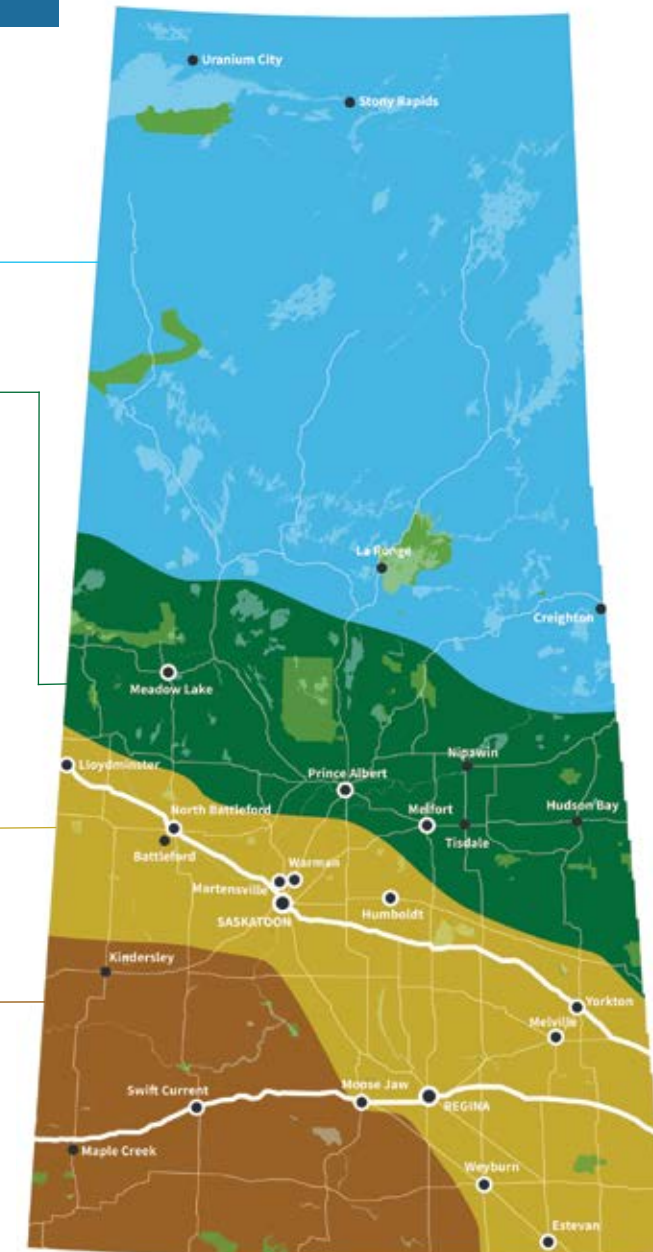 Uranium City
Stony Rapids
La Ronge
Creighton
Meadow Lake
Nipawin
Lloydminster
Prince Albert
North Battleford
Melfort
Hudson Bay
Battleford
Tisdale
Warman
Martensville
Humboldt
SASKATOON
Kindersley
Yorkton
Melville
Swift Current
Moose Jaw
REGINA
Maple Creek
Weyburn
Estevan